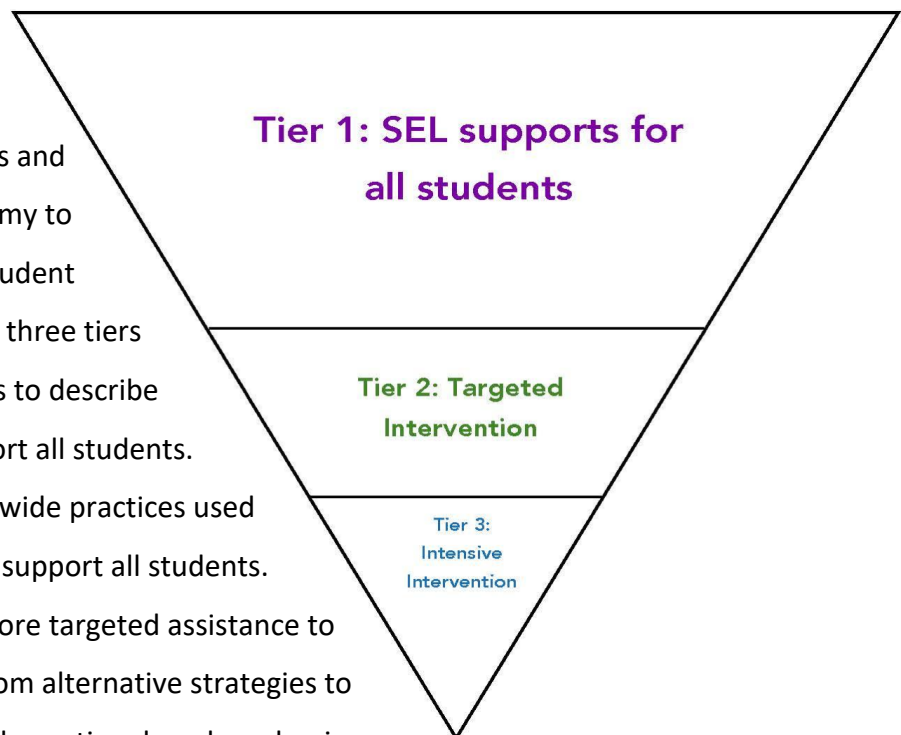 s and
my to
udent
three tiers
s to describe
ort all students.
wide practices used
support all students.
ore targeted assistance to
om alternative strategies to
Tier 1: SEL supports for
all students
Tier 2: Targeted
Intervention
Tier 3:
Intensive
Intervention